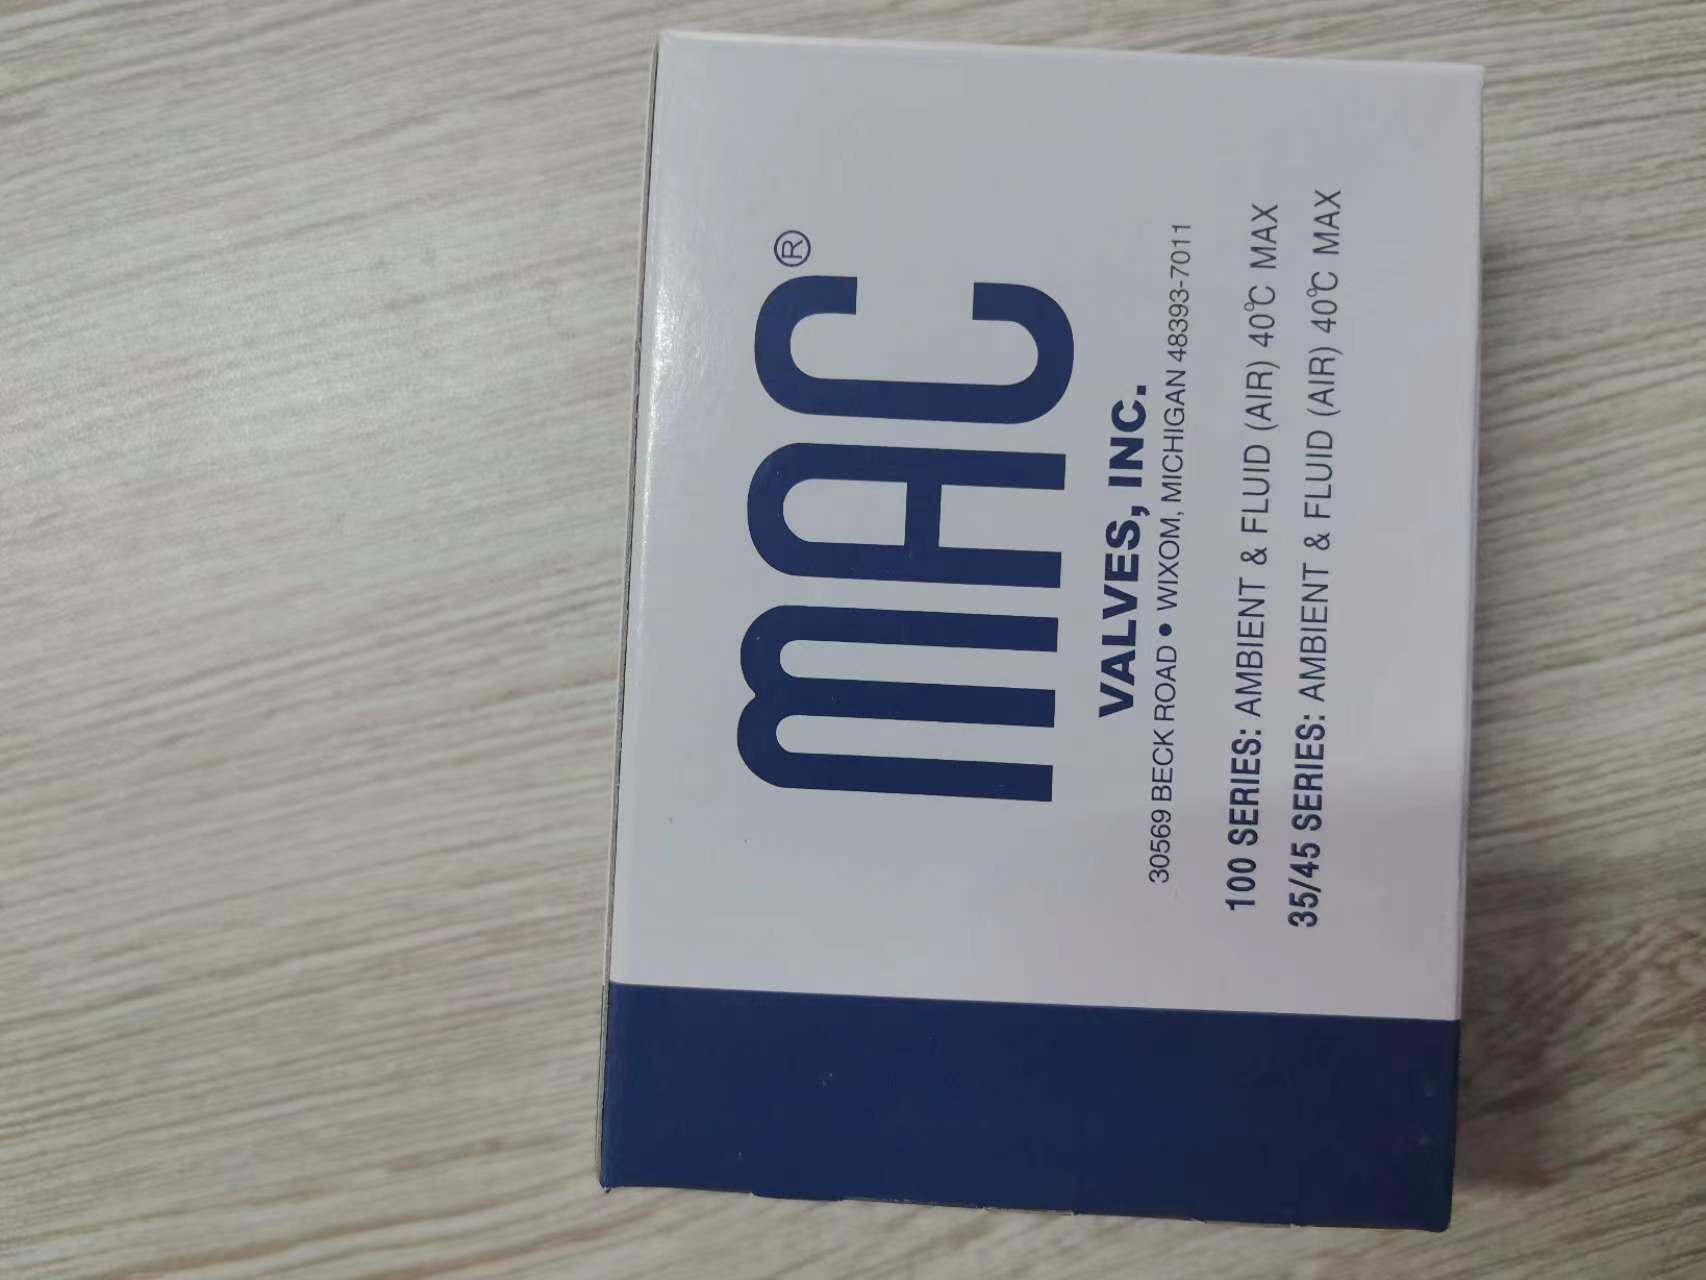 MAC®
VALVES, INC.
30569 BECK ROAD • WIXOM, MICHIGAN 48393-7011
100 SERIES: AMBIENT & FLUID (AIR) 40°C MAX
35/45 SERIES: AMBIENT & FLUID (AIR) 40°C MAX